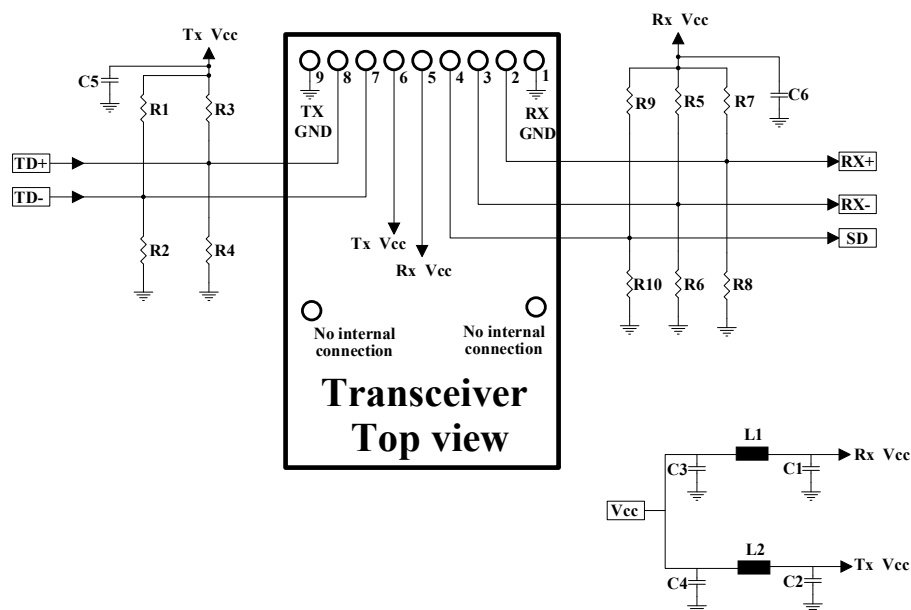 Tx Vcc
Rx Vcc
C5
R1
R3
9
8
7
6
5
4
3
2
1
TX
GND
RX
GND
R9
R5
R7
C6
TD+
TD-
RX+
RX-
SD
R2
R4
Tx Vcc
Rx Vcc
R10
R6
R8
No internal
connection
No internal
connection
Transceiver
Top view
L1
C3
C1
Rx Vcc
Vcc
L2
C4
C2
Tx Vcc